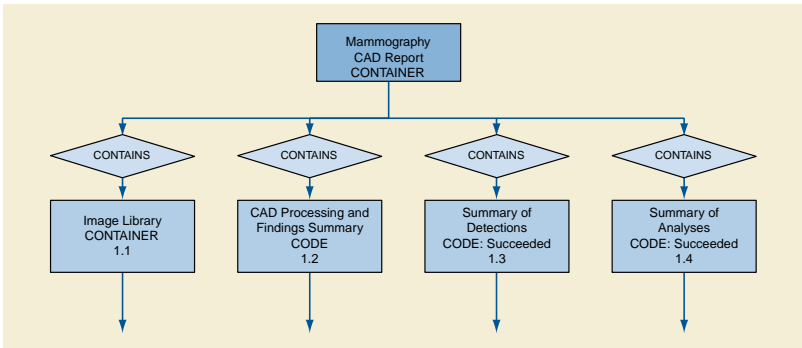 Mammography
CAD Report
CONTAINER
CONTAINS
CONTAINS
CONTAINS
CONTAINS
Image Library
CONTAINER
1.1
CAD Processing and
Findings Summary
CODE
1.2
Summary of
Detections
CODE: Succeeded
1.3
Summary of
Analyses
CODE: Succeeded
1.4